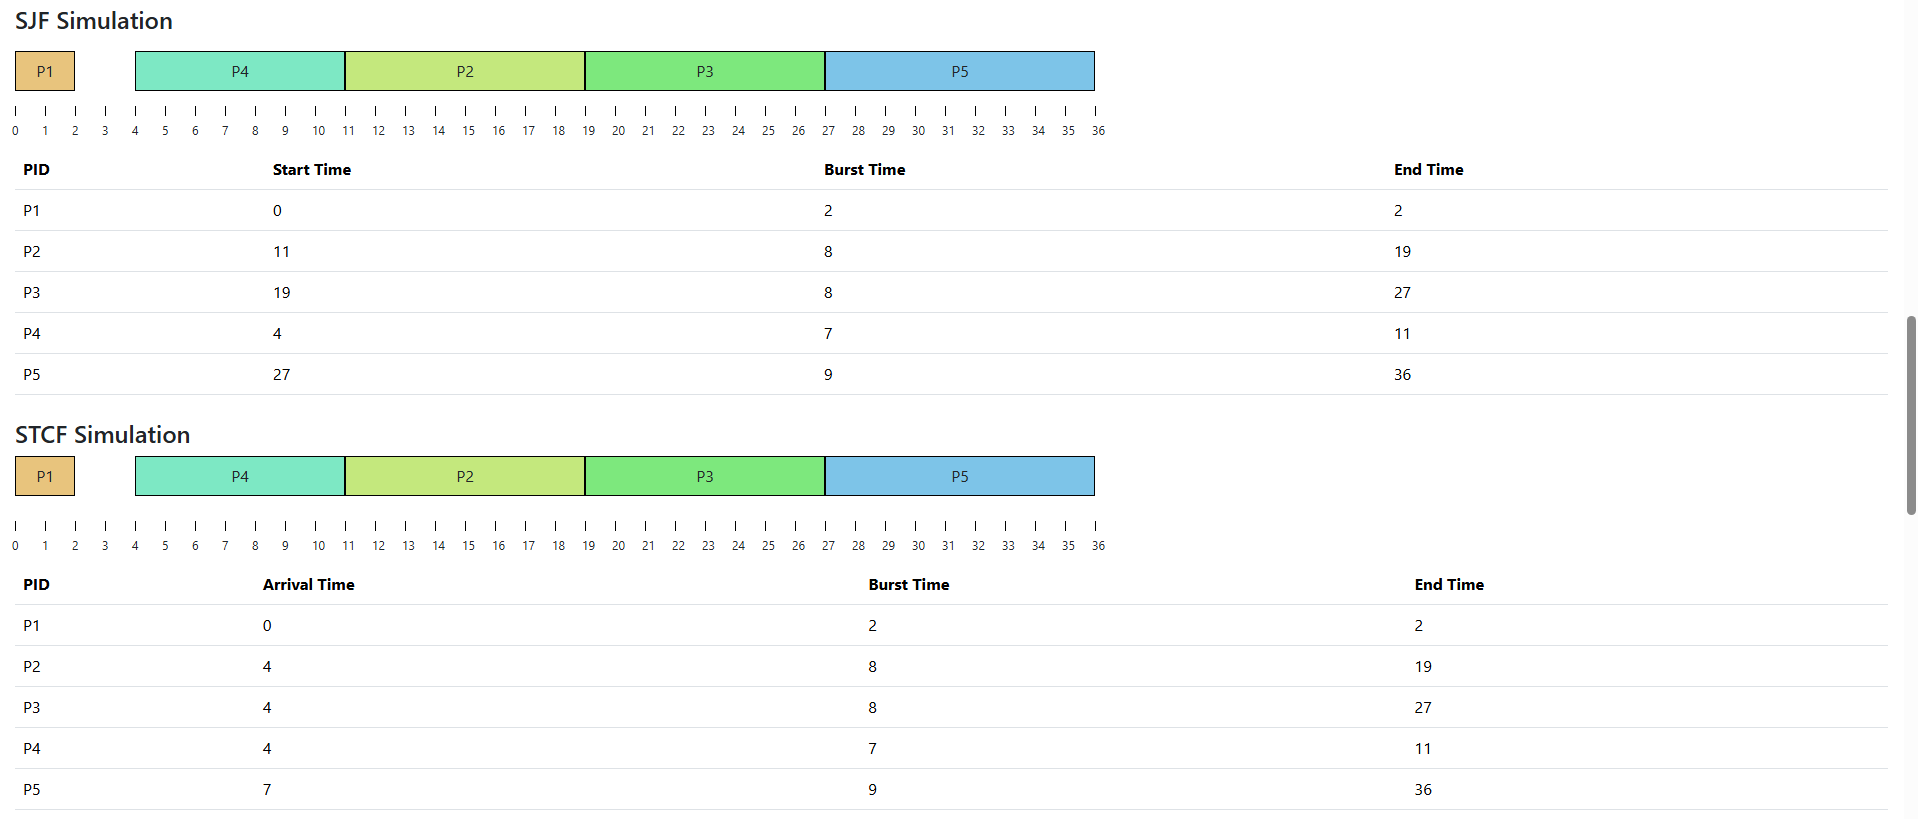 SJF Simulation
P1 P4 P2 P3 P5
0 1 2 3 4 5 6 7 8 9 10 11 12 13 14 15 16 17 18 19 20 21 22 23 24 25 26 27 28 29 30 31 32 33 34 35 36
PID Start Time Burst Time End Time
P1 0 2 2
P2 11 8 19
P3 19 8 27
P4 4 7 11
P5 27 9 36
STCF Simulation
P1 P4 P2 P3 P5
0 1 2 3 4 5 6 7 8 9 10 11 12 13 14 15 16 17 18 19 20 21 22 23 24 25 26 27 28 29 30 31 32 33 34 35 36
PID Arrival Time Burst Time End Time
P1 0 2 2
P2 4 8 19
P3 4 8 27
P4 4 7 11
P5 7 9 36